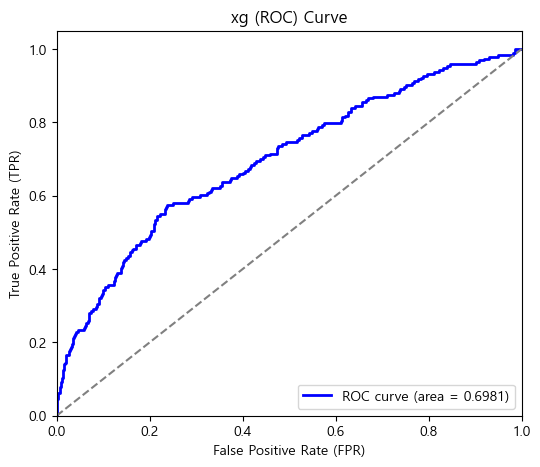 xg (ROC) Curve
1.0
0.8
0.6
0.4
0.2
0.0
True Positive Rate (TPR)
ROC curve (area = 0.6981)
0.0 0.2 0.4 0.6 0.8 1.0
False Positive Rate (FPR)